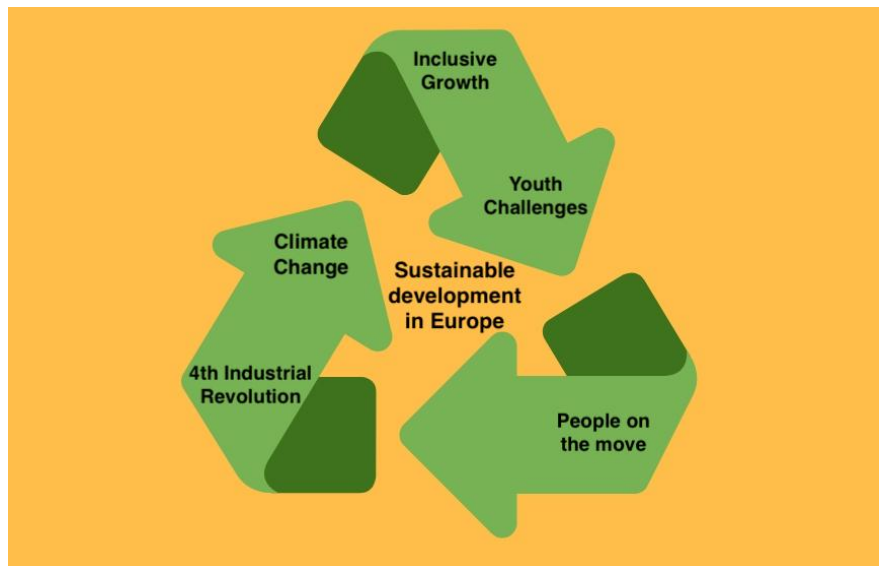 Inclusive
Growth
Youth
Challenges
Climate
Change
Sustainable
development
in Europe
4th Industrial
Revolution
People on
the move